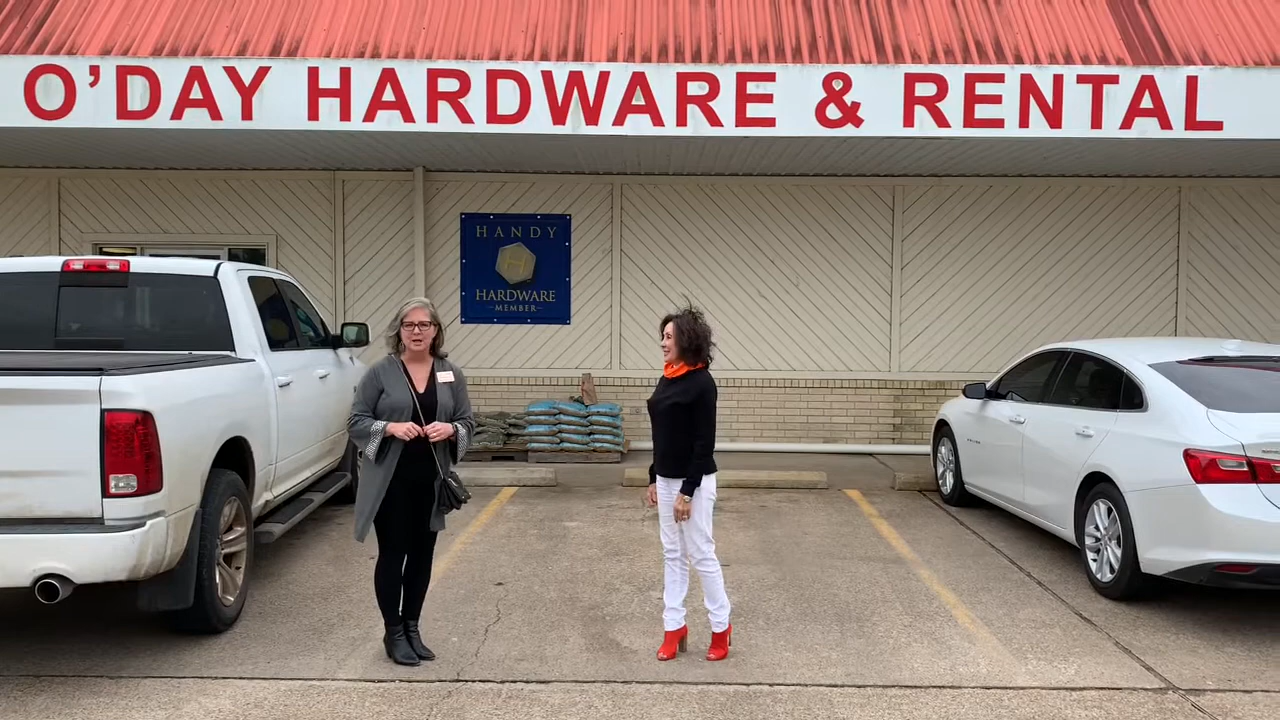 O'DAY HARDWARE & RENTAL
HANDY
H
HARDWARE
-MEMBER-